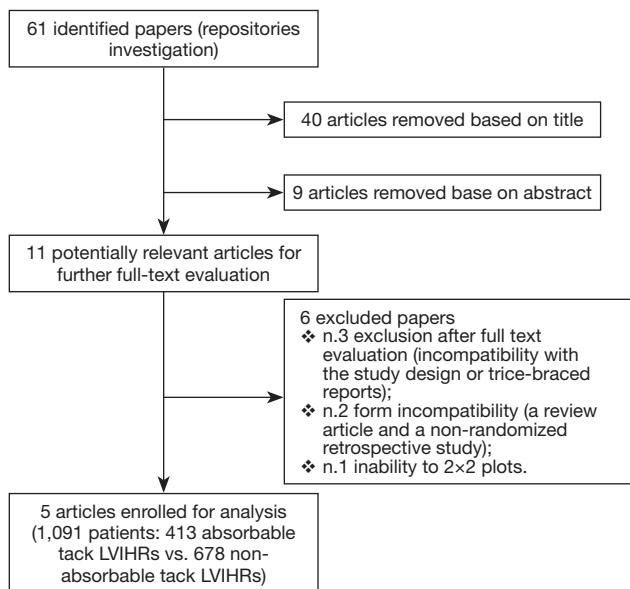 61 identified papers (repositories
investigation)
40 articles removed based on title
9 articles removed base on abstract
11 potentially relevant articles for
further full-text evaluation
6 excluded papers
❖ n.3 exclusion after full text
evaluation (incompatibility with
the study design or trice-braced
reports);
❖ n.2 form incompatibility (a review
article and a non-randomized
retrospective study);
❖ n.1 inability to 2×2 plots.
5 articles enrolled for analysis
(1,091 patients: 413 absorbable
tack LVIHRs vs. 678 non-
absorbable tack LVIHRs)